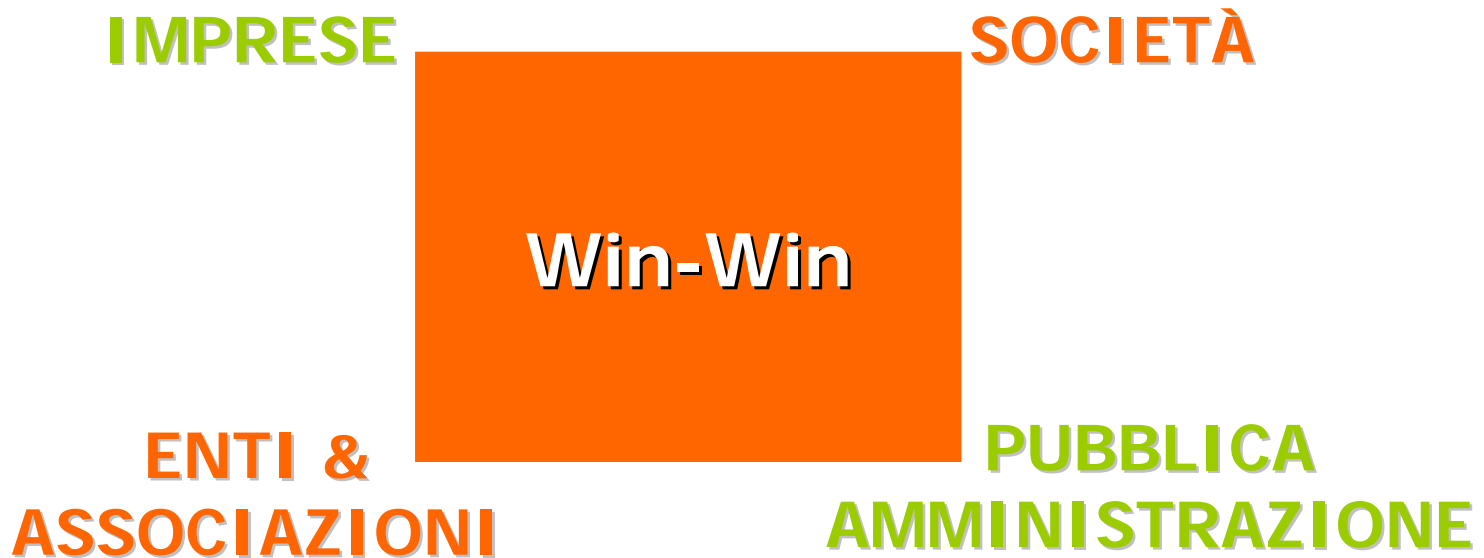 IMPRESE
SOCIETÀ
Win-Win
ENTI &
ASSOCIAZIONI
PUBBLICA
AMMINISTRAZIONE